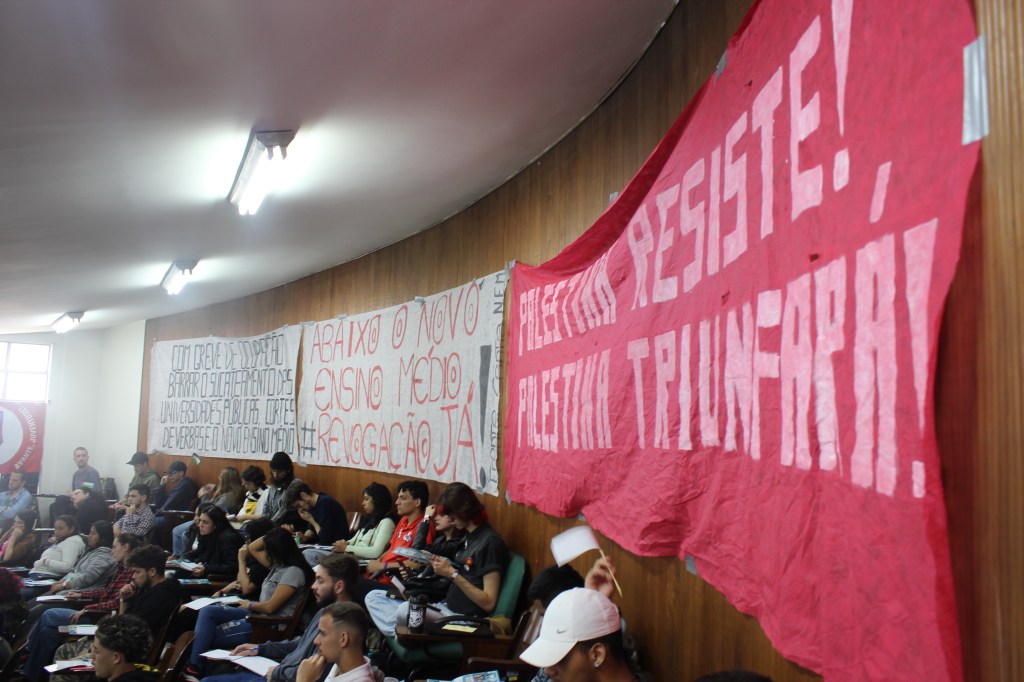 COM GREVE DE OCUPAÇÃO
BARRAR O SUCATEAMENTO DAS
UNIVERSIDADES PÚBLICAS, CORTES
DE VERBAS E O NOVO ENSINO MÉDIO
ABAIXO O NOVO
ENSINO MÉDIO
#REVOGAÇÃO JÁ!
NEM
PALESTINA RESISTE!
PALESTINA TRIUNFARÁ!